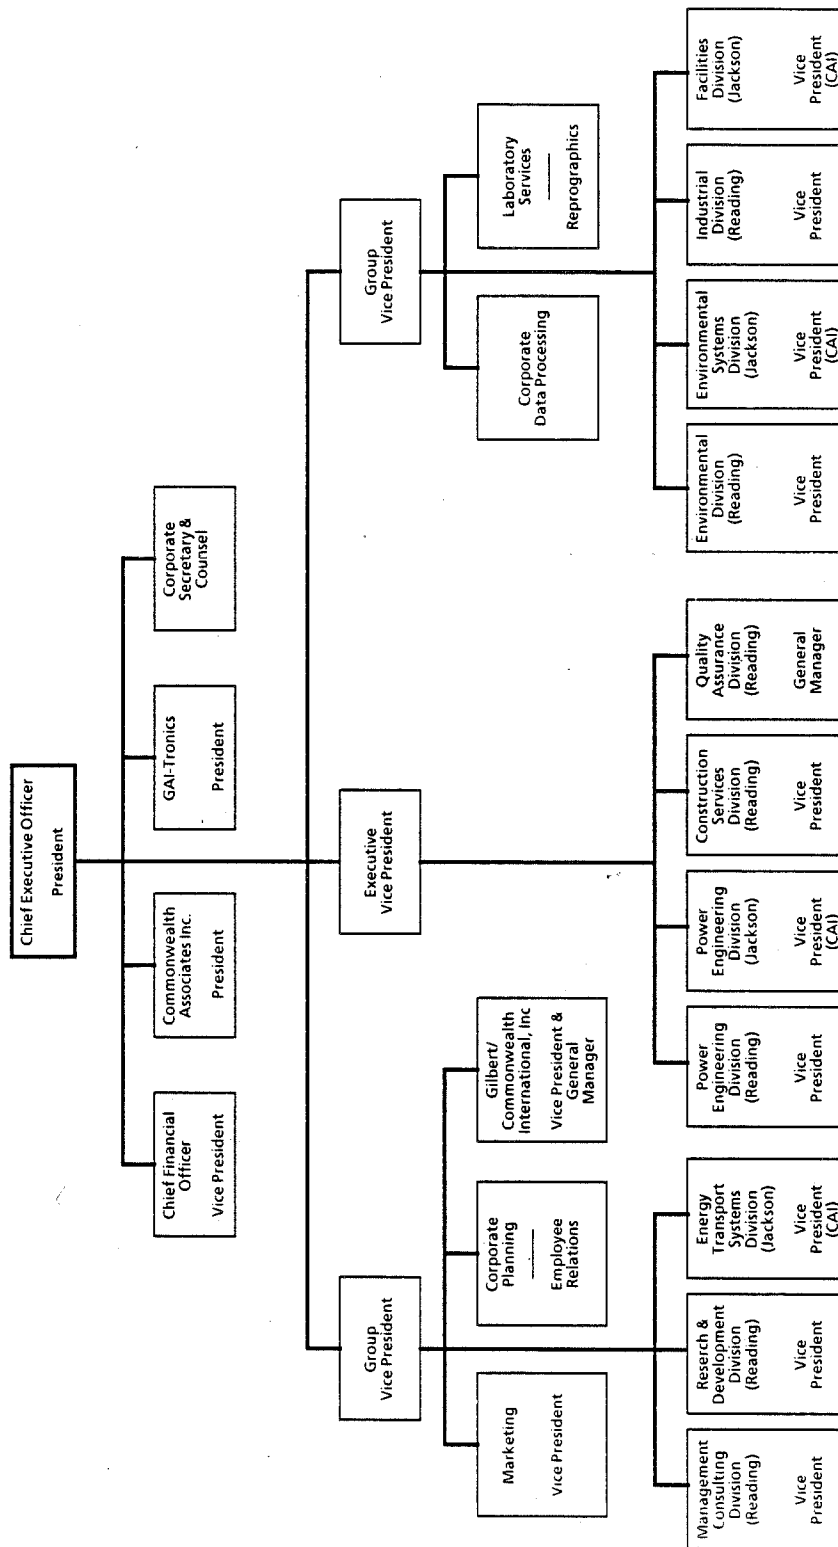 Chief Executive Officer
President
Chief Financial
Officer
Vice President
Commonwealth
Associates Inc.
President
GAI-Tronics
President
Corporate
Secretary &
Counsel
Group
Vice President
Executive
Vice President
Group
Vice President
Marketing
Vice President
Corporate
Planning
Employee
Relations
Gilbert/
Commonwealth
International, Inc
Vice President &
General
Manager
Corporate
Data Processing
Laboratory
Services
Reprographics
Management
Consulting
Division
(Reading)
Vice
President
Reserch &
Development
Division
(Reading)
Vice
President
Energy
Transport
Systems
Division
(Jackson)
Vice
President
(CAI)
Power
Engineering
Division
(Reading)
Vice
President
Power
Engineering
Division
(Jackson)
Vice
President
(CAI)
Construction
Services
Division
(Reading)
Vice
President
Quality
Assurance
Division
(Reading)
General
Manager
Environmental
Division
(Reading)
Vice
President
Environmental
Systems
Division
(Jackson)
Vice
President
(CAI)
Industrial
Division
(Reading)
Vice
President
Facilities
Division
(Jackson)
Vice
President
(CAI)